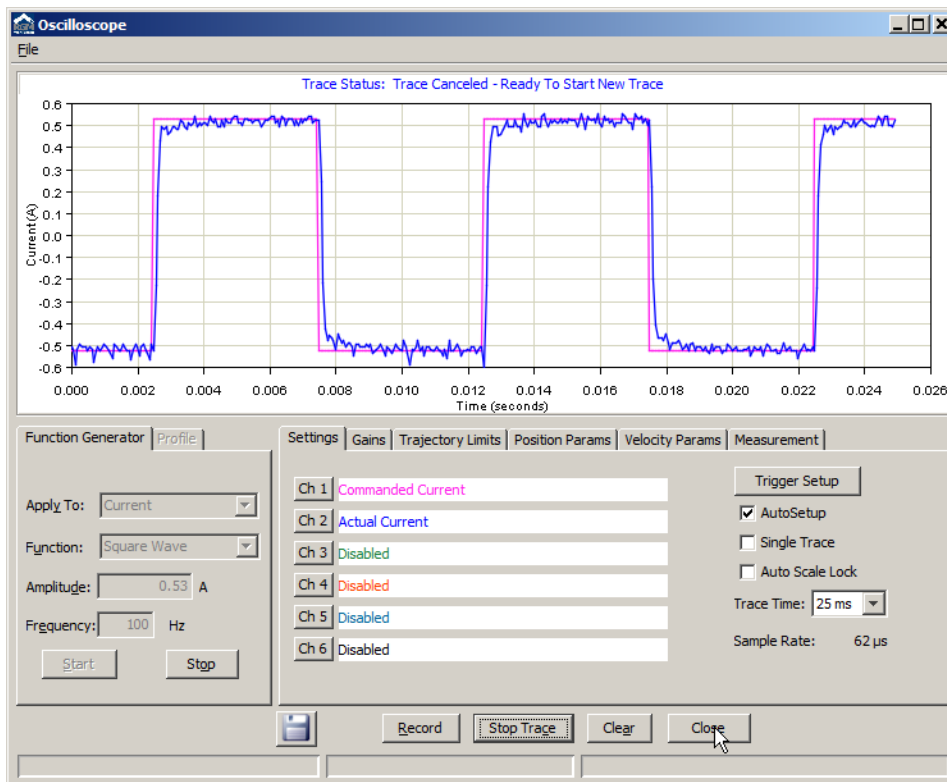 Oscilloscope
File
Trace Status: Trace Canceled - Ready To Start New Trace
0.6
0.5
0.4
0.3
0.2
0.1
0.0
-0.1
-0.2
-0.3
-0.4
-0.5
-0.6
Current (A)
0.000 0.002 0.004 0.006 0.008 0.010 0.012 0.014 0.016 0.018 0.020 0.022 0.024 0.026
Time (seconds)
Function Generator Profile
Apply To: Current
Function: Square Wave
Amplitude: 0.53 A
Frequency: 100 Hz
Start Stop
Settings Gains Trajectory Limits Position Params Velocity Params Measurement
Ch 1 Commanded Current
Ch 2 Actual Current
Ch 3 Disabled
Ch 4 Disabled
Ch 5 Disabled
Ch 6 Disabled
Trigger Setup
AutoSetup
Single Trace
Auto Scale Lock
Trace Time: 25 ms
Sample Rate: 62 µs
Record Stop Trace Clear Close